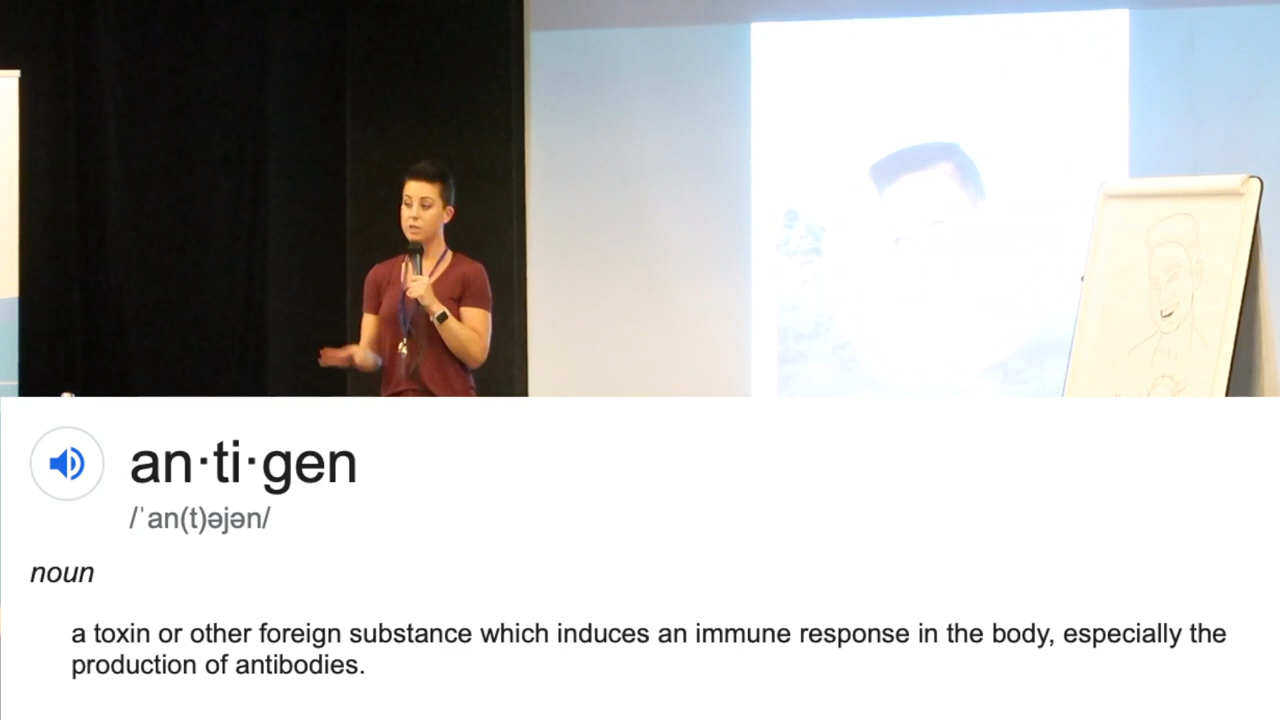 an·ti·gen
/ˈan(t)əjən/
noun
a toxin or other foreign substance which induces an immune response in the body, especially the
production of antibodies.